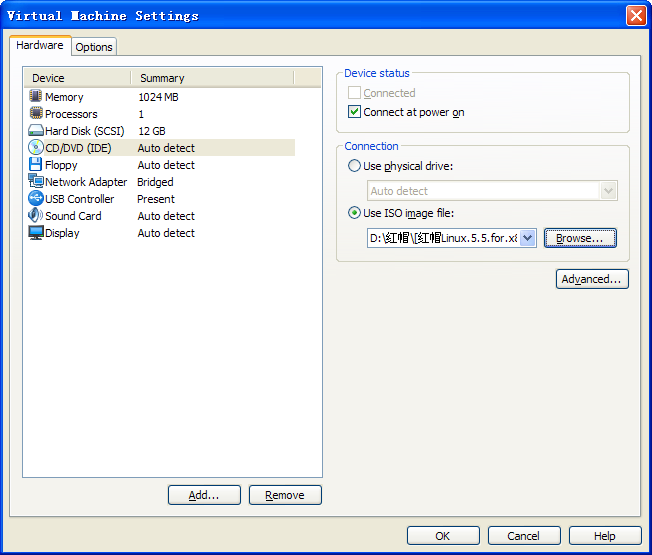 Virtual Machine Settings
Hardware Options
Device Summary
Memory 1024 MB
Processors 1
Hard Disk (SCSI) 12 GB
CD/DVD (IDE) Auto detect
Floppy Auto detect
Network Adapter Bridged
USB Controller Present
Sound Card Auto detect
Display Auto detect
Add... Remove
Device status
Connected
Connect at power on
Connection
Use physical drive:
Auto detect
Use ISO image file:
D:\红帽\[红帽Linux.5.5.for.x8 Browse...
Advanced...
OK Cancel Help